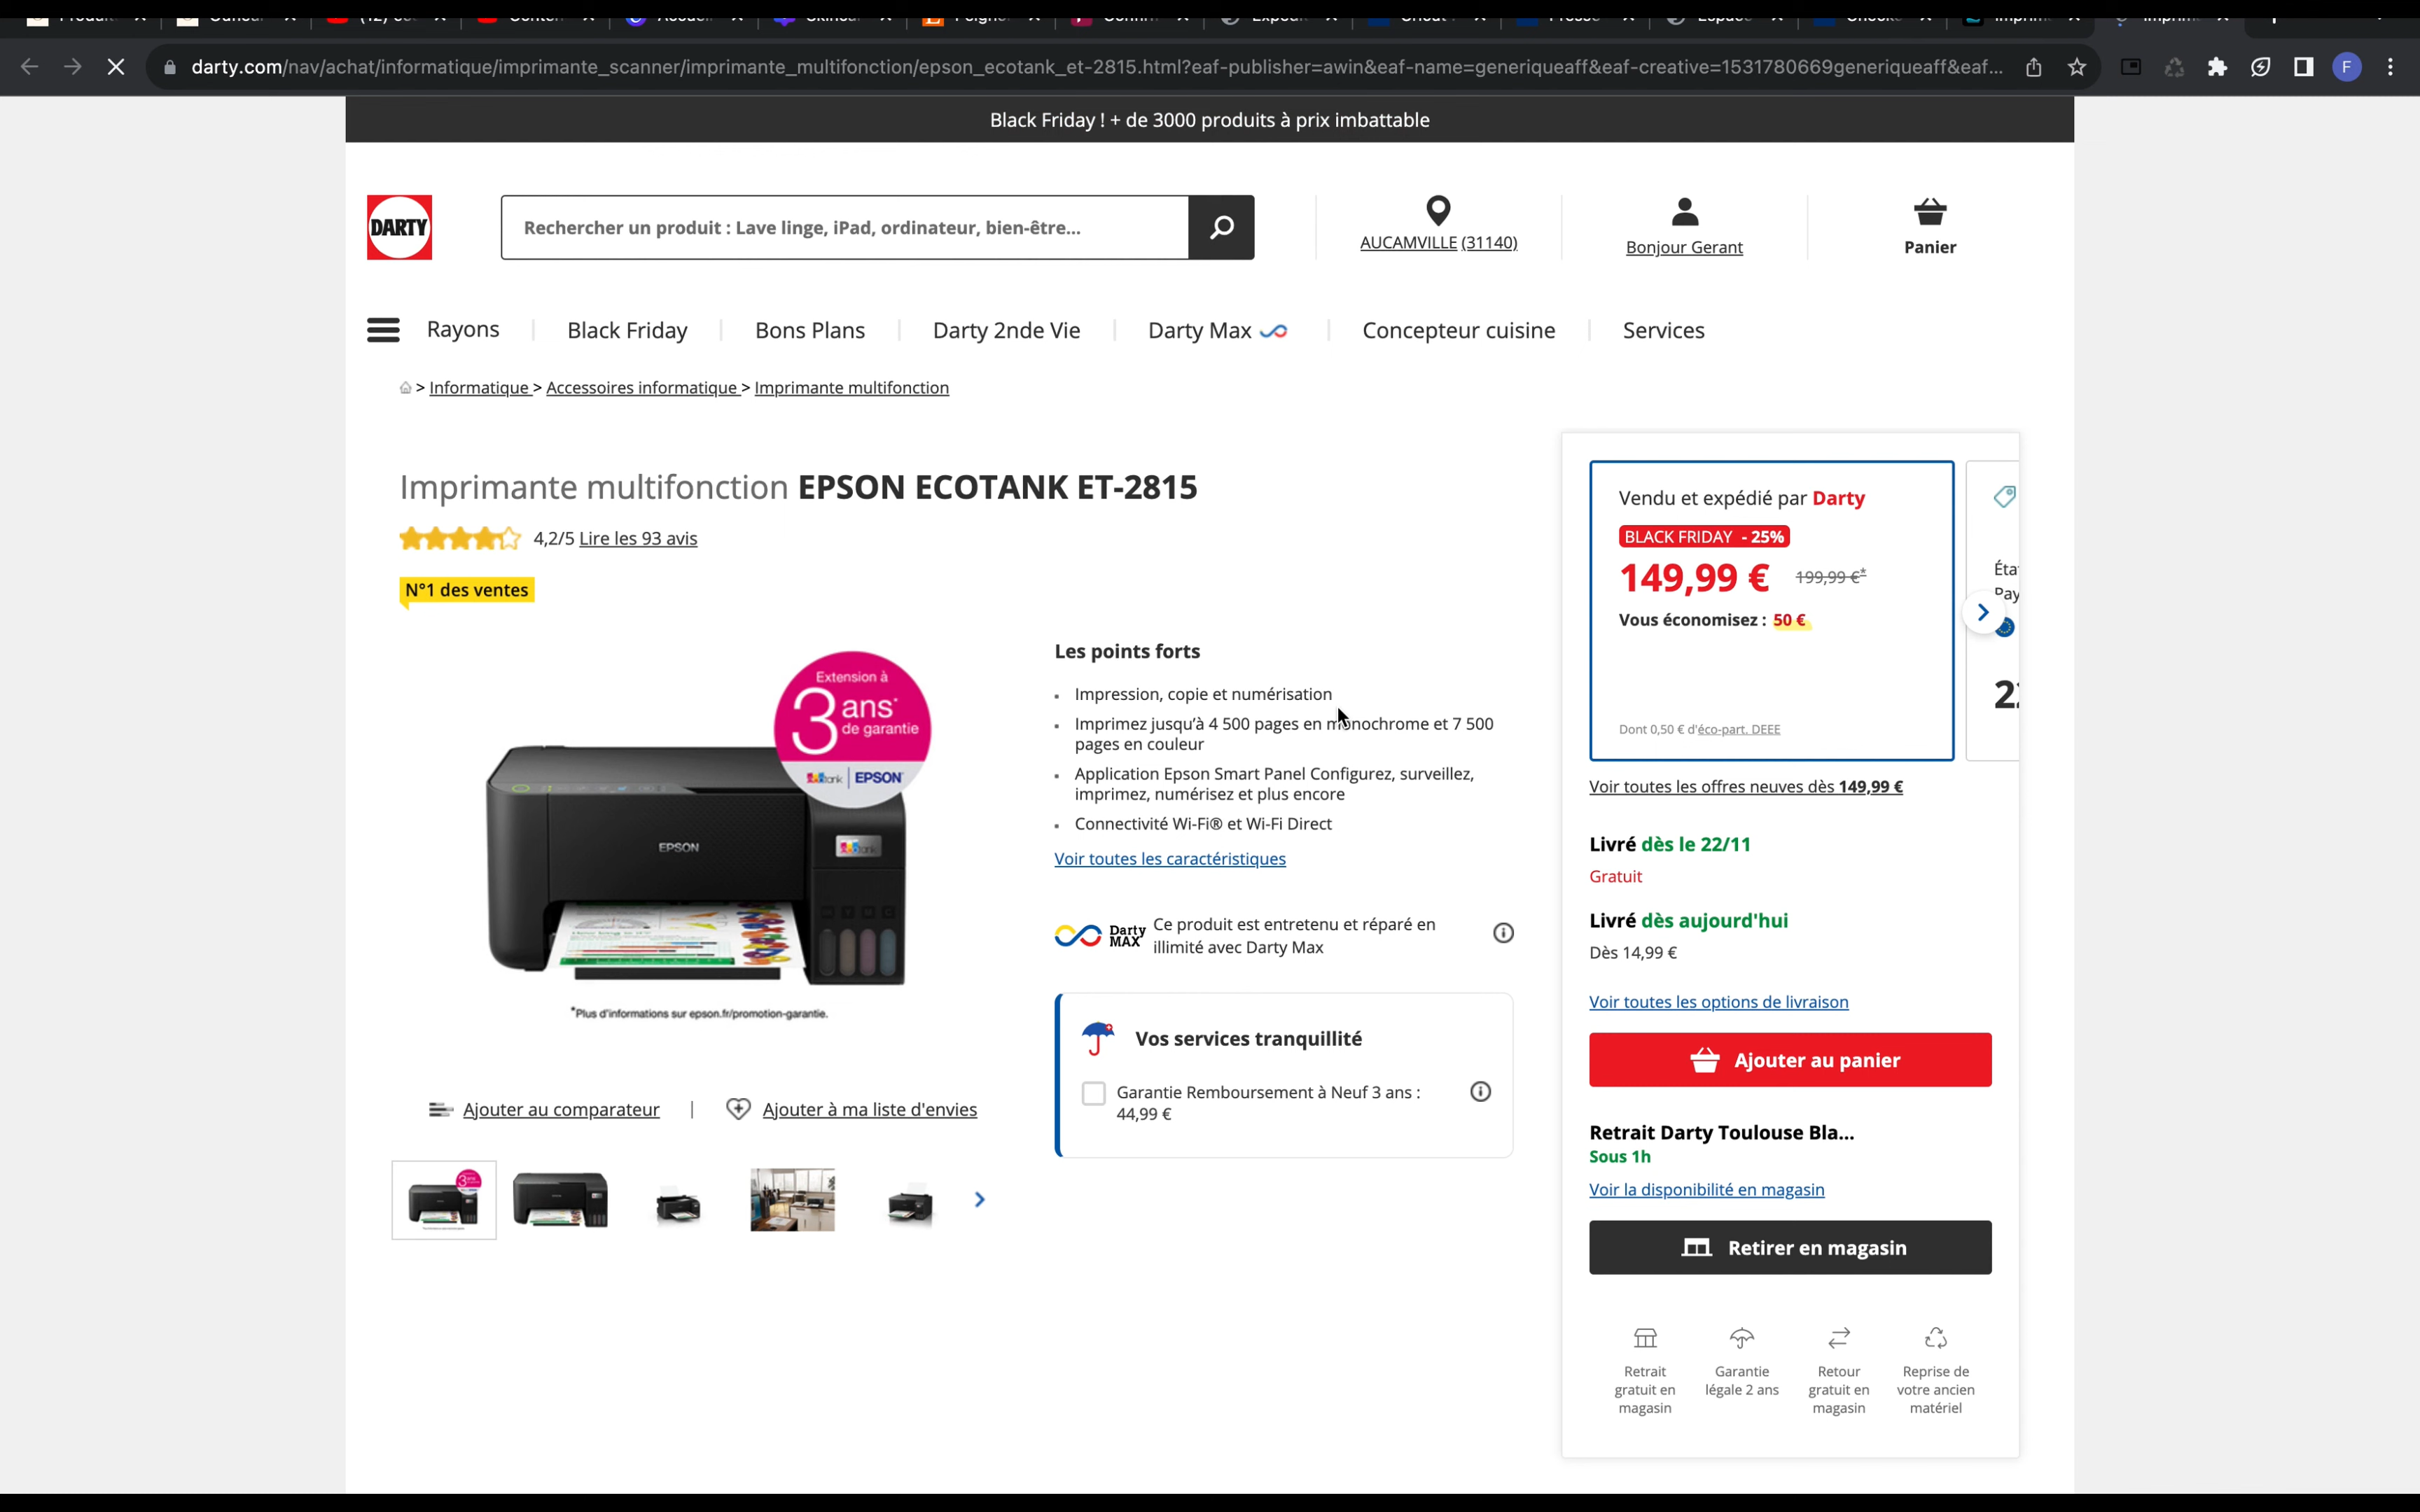 darty.com/nav/achat/informatique/imprimante_scanner/imprimante_multifonction/epson_ecotank_et-2815.html?eaf-publisher=awin&eaf-name=generiqueaff&eaf-creative=1531780669generiqueaff&eaf...
F
Black Friday ! + de 3000 produits à prix imbattable
DARTY
Rechercher un produit : Lave linge, iPad, ordinateur, bien-être...
AUCAMVILLE (31140)
Bonjour Gerant
Panier
Rayons
Black Friday
Bons Plans
Darty 2nde Vie
Darty Max
Concepteur cuisine
Services
> Informatique > Accessoires informatique > Imprimante multifonction
Imprimante multifonction EPSON ECOTANK ET-2815
4,2/5 Lire les 93 avis
N°1 des ventes
Extension à
3 ans*
de garantie
EPSON
EPSON
*Plus d'informations sur epson.fr/promotion-garantie.
Ajouter au comparateur | Ajouter à ma liste d'envies
Les points forts
Impression, copie et numérisation
Imprimez jusqu'à 4 500 pages en monochrome et 7 500
pages en couleur
Application Epson Smart Panel Configurez, surveillez,
imprimez, numérisez et plus encore
Connectivité Wi-Fi® et Wi-Fi Direct
Voir toutes les caractéristiques
Darty MAX
Ce produit est entretenu et réparé en
illimité avec Darty Max
Vos services tranquillité
Garantie Remboursement à Neuf 3 ans :
44,99 €
Vendu et expédié par Darty
BLACK FRIDAY - 25%
149,99 € 199,99 €*
Vous économisez : 50 €
Dont 0,50 € d'éco-part. DEEE
Voir toutes les offres neuves dès 149,99 €
Livré dès le 22/11
Gratuit
Livré dès aujourd'hui
Dès 14,99 €
Voir toutes les options de livraison
Ajouter au panier
Retrait Darty Toulouse Bla...
Sous 1h
Voir la disponibilité en magasin
Retirer en magasin
Retrait
gratuit en
magasin
Garantie
légale 2 ans
Retour
gratuit en
magasin
Reprise de
votre ancien
matériel